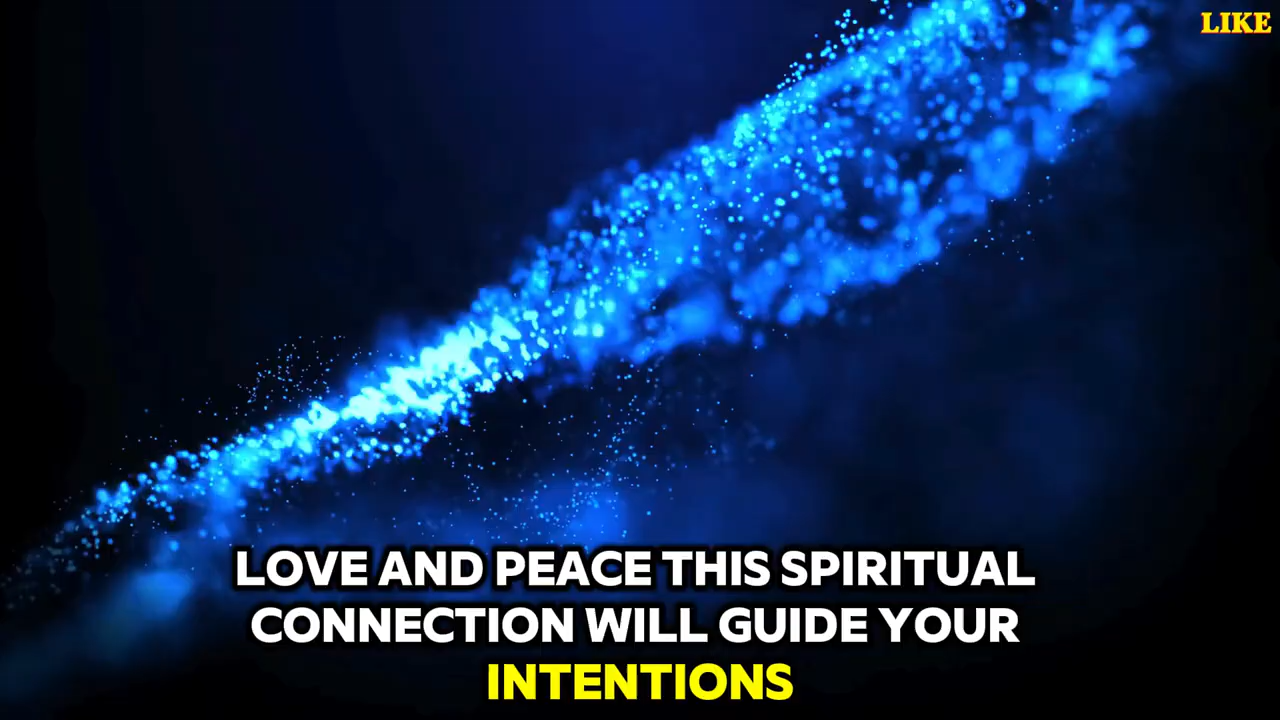 LIKE
LOVE AND PEACE THIS SPIRITUAL
CONNECTION WILL GUIDE YOUR
INTENTIONS